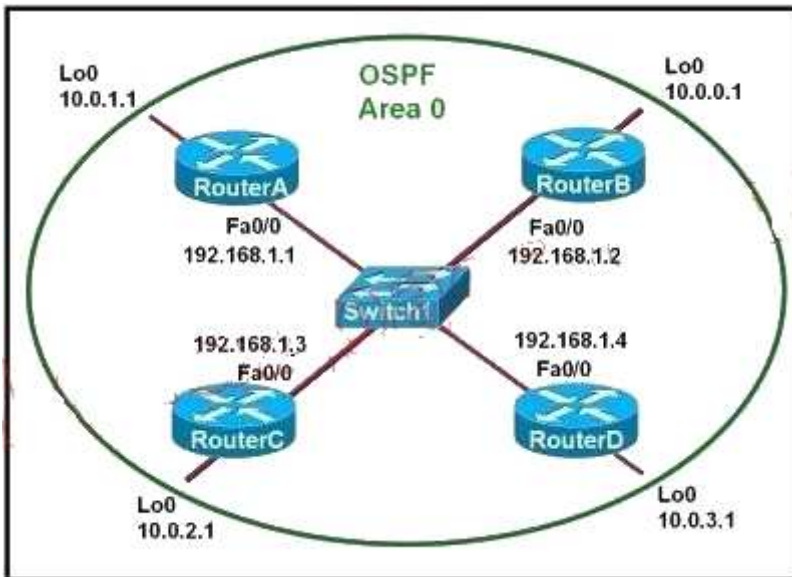 Lo0
10.0.1.1
OSPF
Area 0
Lo0
10.0.0.1
RouterA
RouterB
Fa0/0
192.168.1.1
Fa0/0
192.168.1.2
Switch1
192.168.1.3
Fa0/0
192.168.1.4
Fa0/0
RouterC
RouterD
Lo0
10.0.2.1
Lo0
10.0.3.1